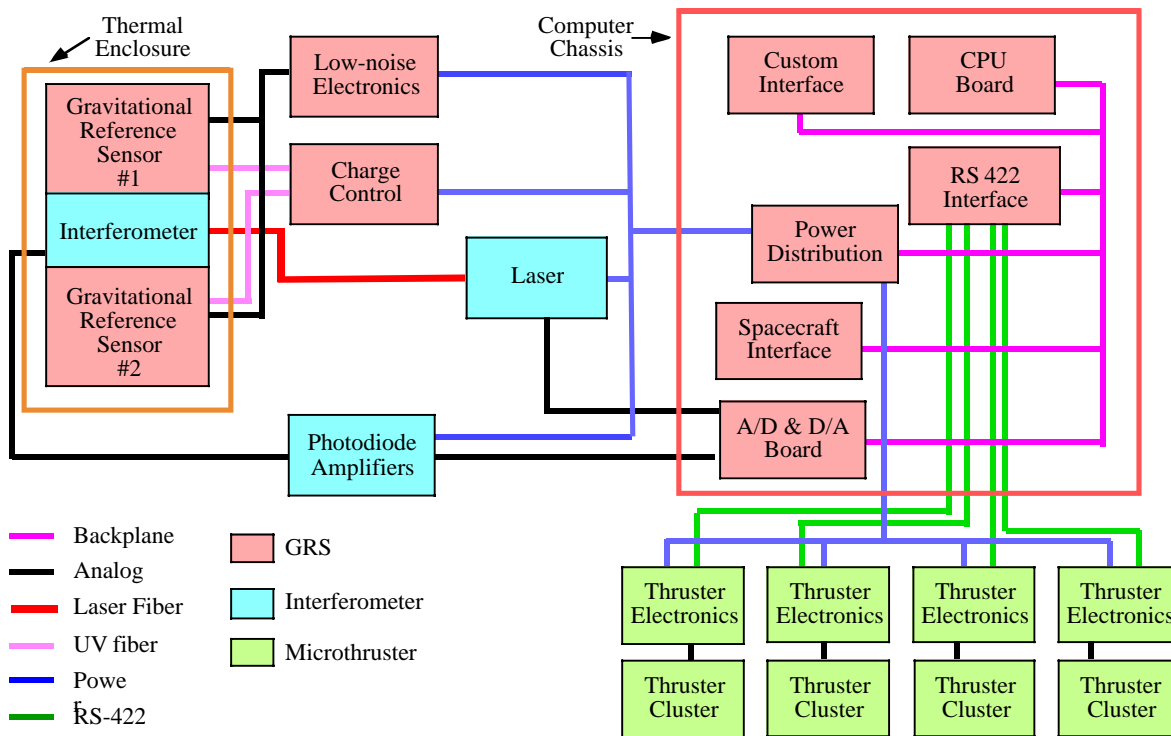 Thermal
Enclosure
Computer
Chassis
Low-noise
Electronics
Custom
Interface
CPU
Board
Gravitational
Reference
Sensor
#1
Charge
Control
RS 422
Interface
Interferometer
Power
Distribution
Laser
Gravitational
Reference
Sensor
#2
Spacecraft
Interface
A/D & D/A
Board
Photodiode
Amplifiers
Backplane
Analog
Laser Fiber
UV fiber
Powe
r
RS-422
GRS
Interferometer
Microthruster
Thruster
Electronics
Thruster
Electronics
Thruster
Electronics
Thruster
Electronics
Thruster
Cluster
Thruster
Cluster
Thruster
Cluster
Thruster
Cluster